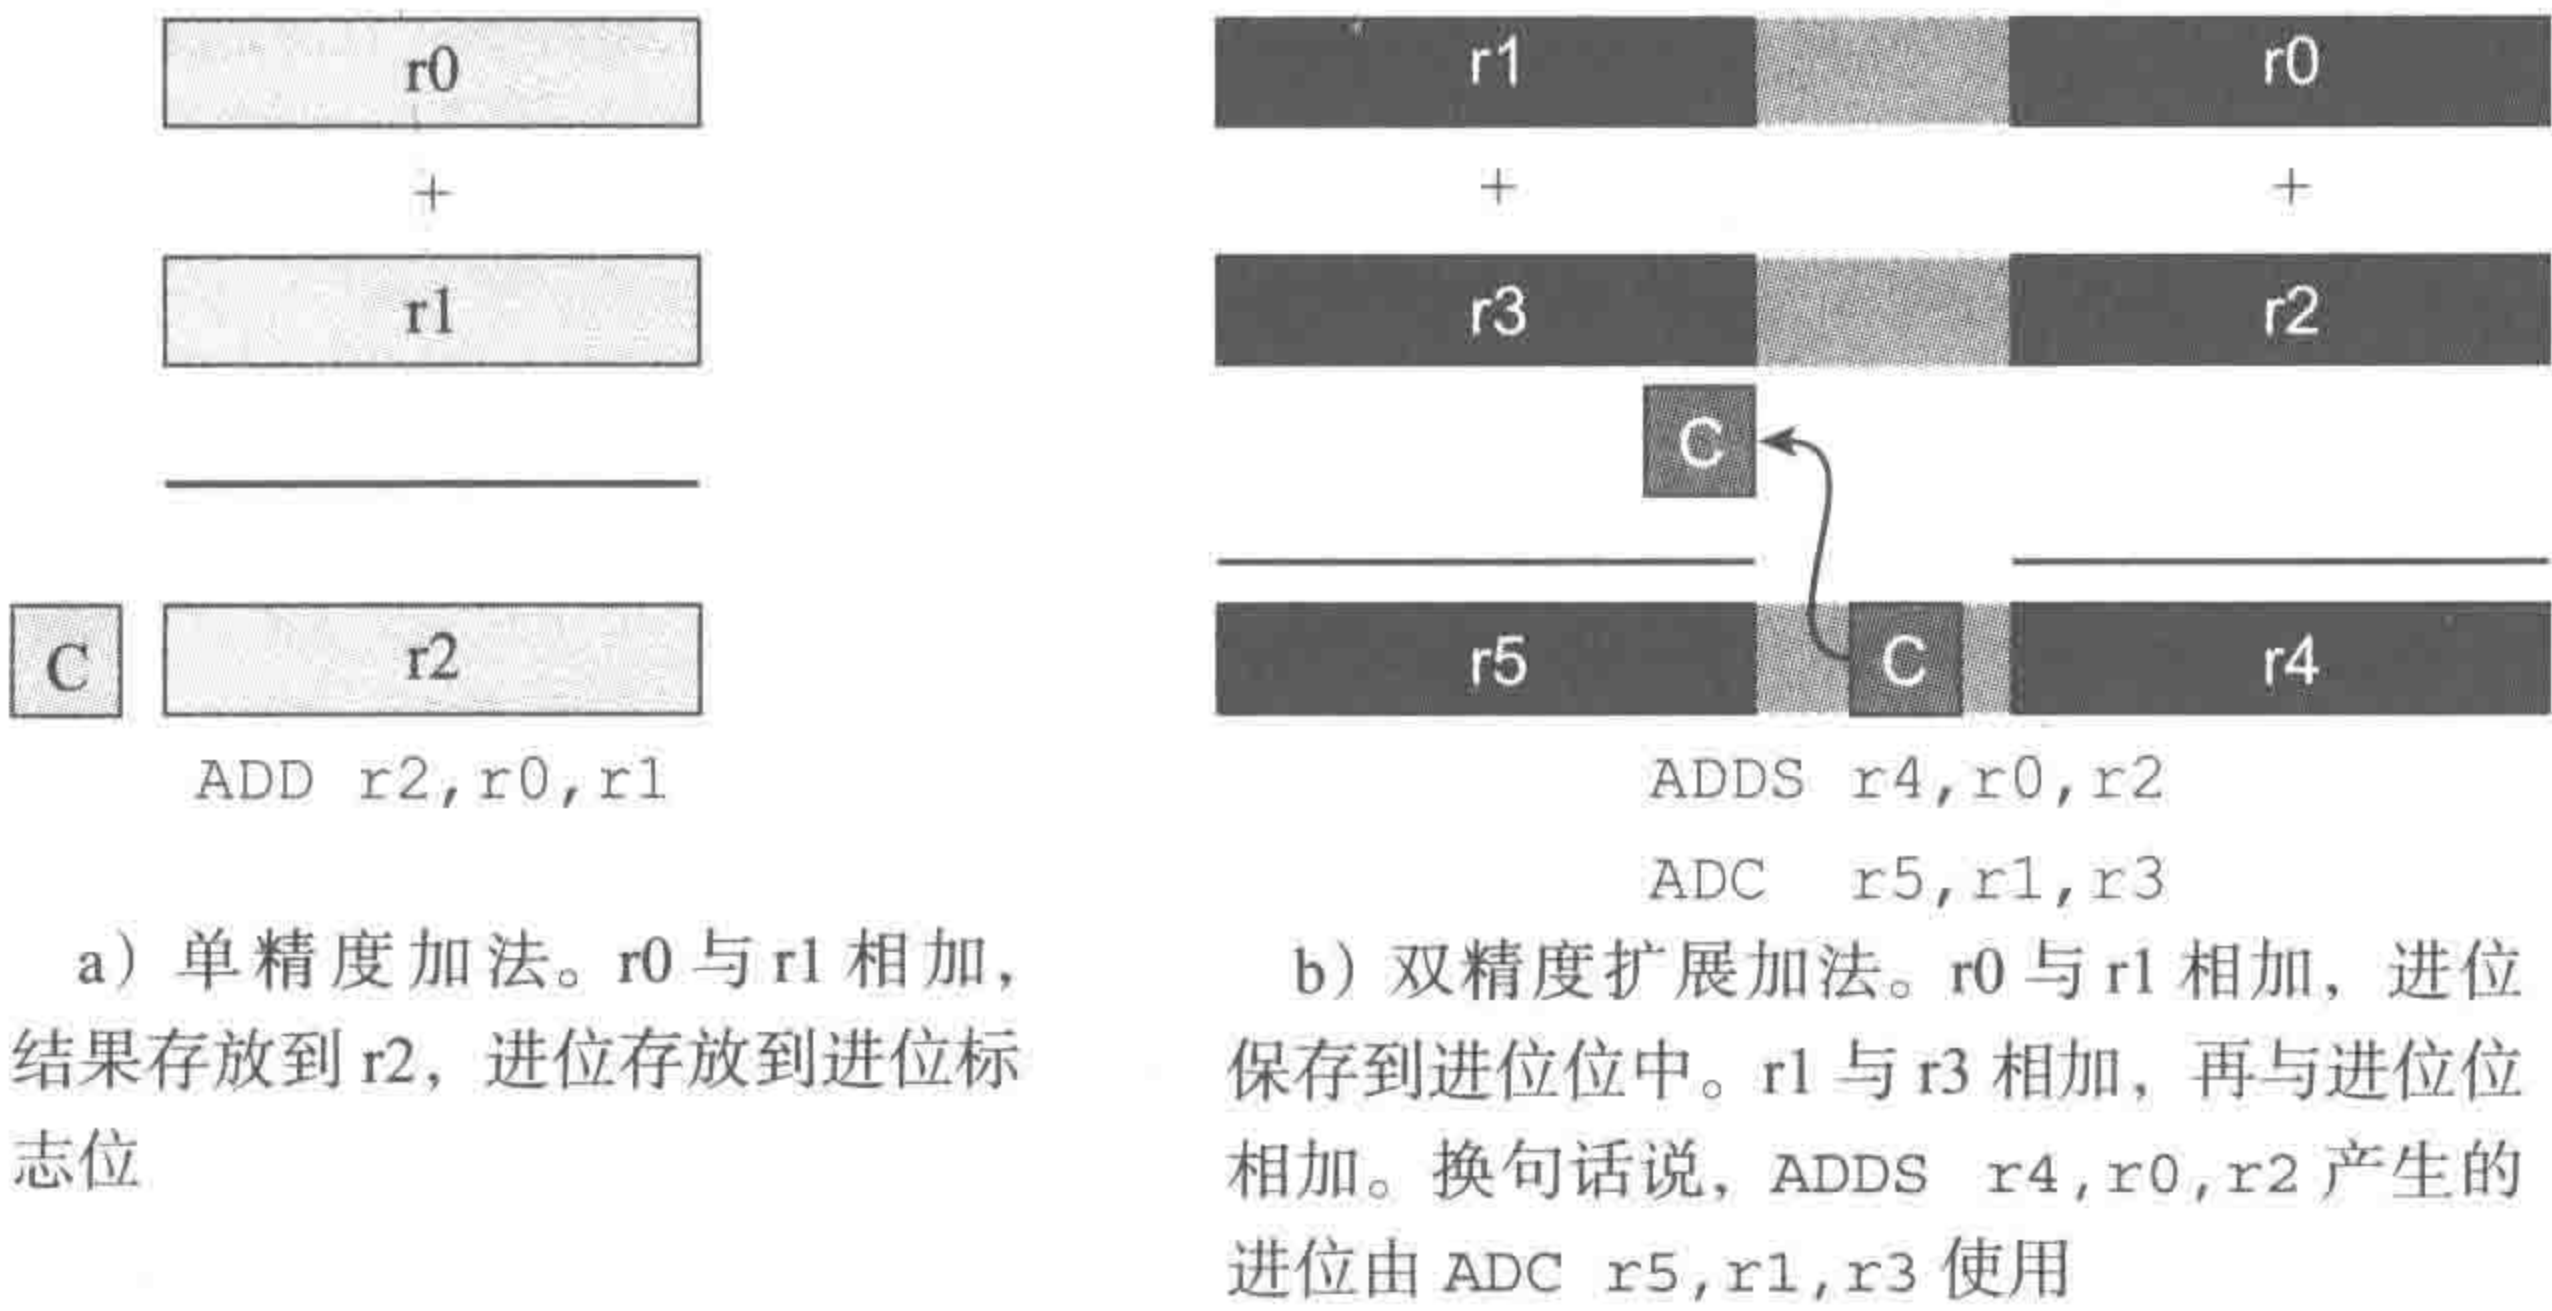 r0
+
r1
C
r2
ADD r2,r0,r1
a）单精度加法。r0 与 r1 相加，
结果存放到 r2，进位存放到进位标
志位
r1 r0
+ +
r3 r2
C
r5 C r4
ADDS r4,r0,r2
ADC r5,r1,r3
b）双精度扩展加法。r0 与 r1 相加，进位
保存到进位位中。r1 与 r3 相加，再与进位位
相加。换句话说，ADDS r4,r0,r2 产生的
进位由 ADC r5,r1,r3 使用